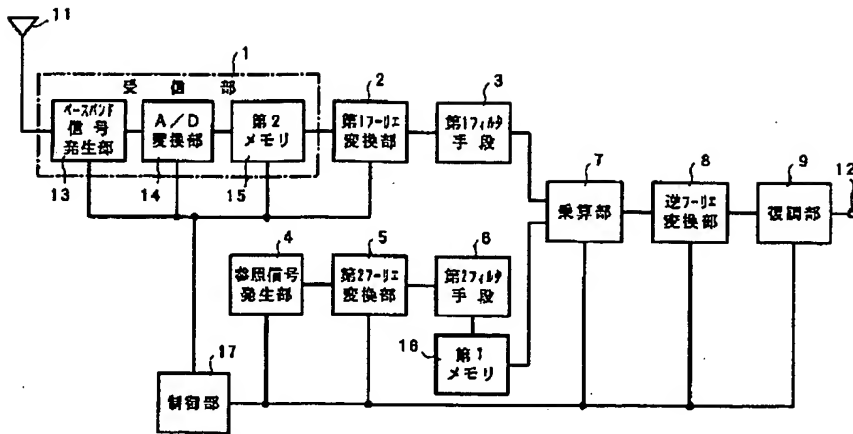 11
1
受信部
2
3
ベースバンド
信号
発生部
A/D
変換部
第2
メモリ
第1フーリエ
変換部
第1フィルタ
手段
13
14
15
7
8
9
12
乗算部
逆フーリエ
変換部
復調部
4
5
6
参照信号
発生部
第2フーリエ
変換部
第2フィルタ
手段
16
第1
メモリ
17
制御部